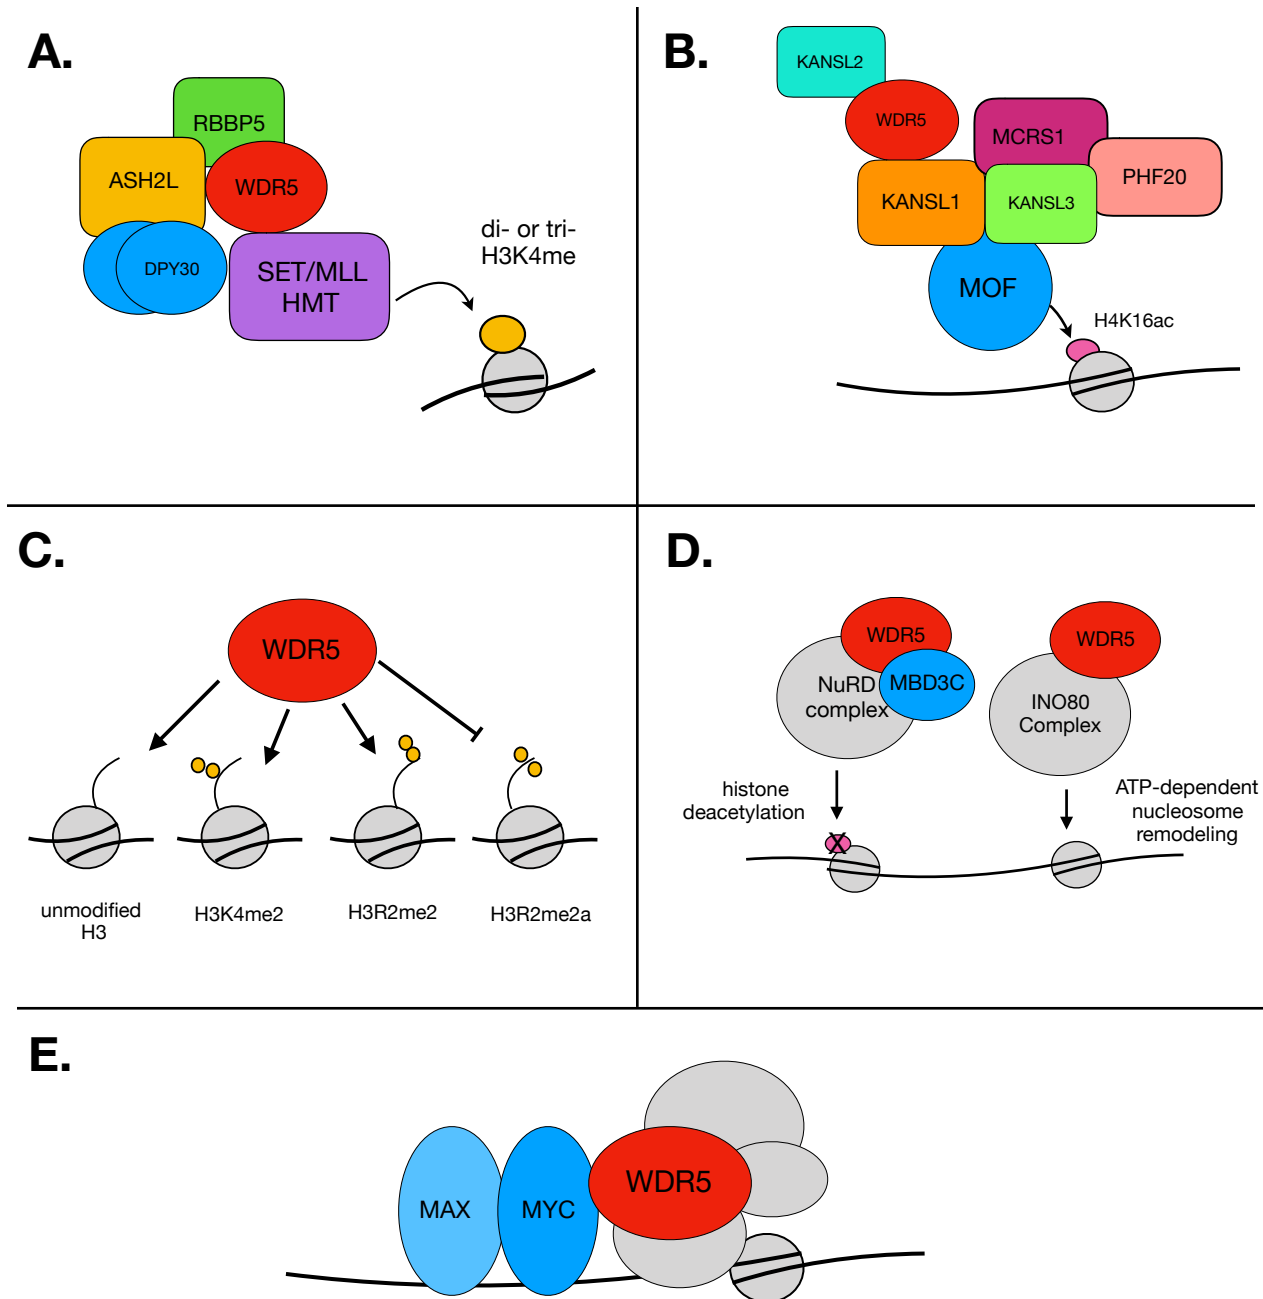 A.
RBBP5
ASH2L
WDR5
DPY30
SET/MLL
HMT
di- or tri-
H3K4me
B.
KANSL2
WDR5
MCRS1
PHF20
KANSL1
KANSL3
MOF
H4K16ac
C.
WDR5
unmodified
H3
H3K4me2
H3R2me2
H3R2me2a
D.
WDR5
MBD3C
NuRD
complex
WDR5
INO80
Complex
histone
deacetylation
X
ATP-dependent
nucleosome
remodeling
E.
MAX
MYC
WDR5